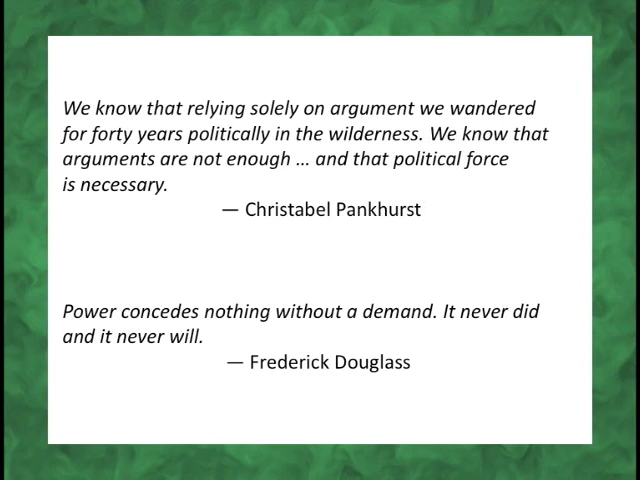 We know that relying solely on argument we wandered
for forty years politically in the wilderness. We know that
arguments are not enough ... and that political force
is necessary.
— Christabel Pankhurst
Power concedes nothing without a demand. It never did
and it never will.
— Frederick Douglass